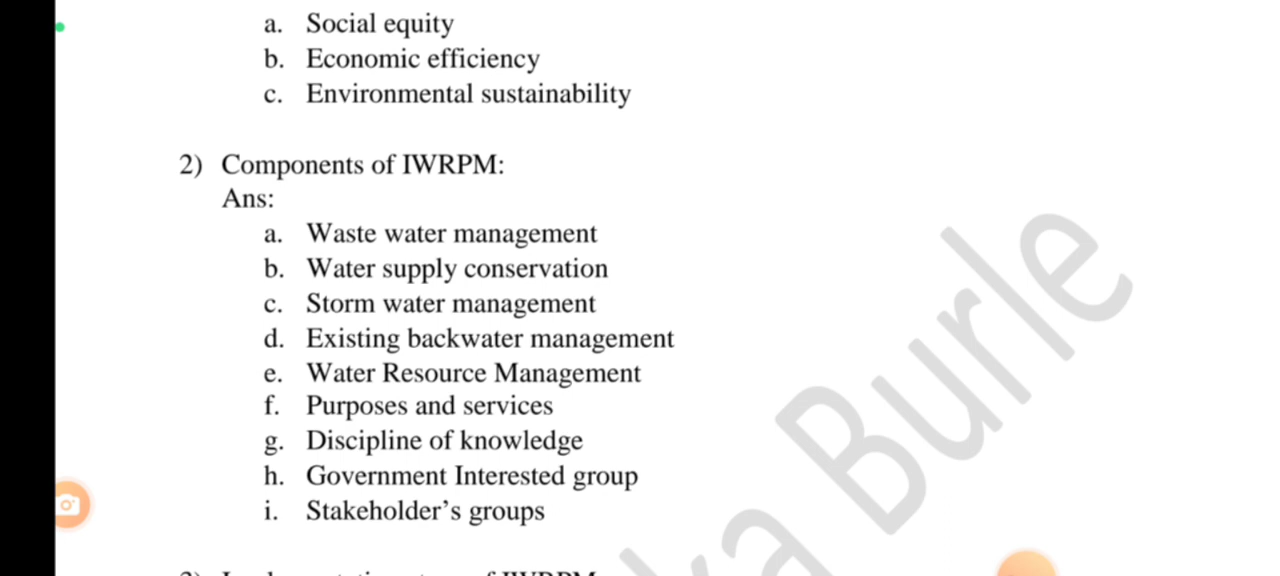 a. Social equity
b. Economic efficiency
c. Environmental sustainability
2) Components of IWRPM:
Ans:
a. Waste water management
b. Water supply conservation
c. Storm water management
d. Existing backwater management
e. Water Resource Management
f. Purposes and services
g. Discipline of knowledge
h. Government Interested group
i. Stakeholder’s groups
Burle